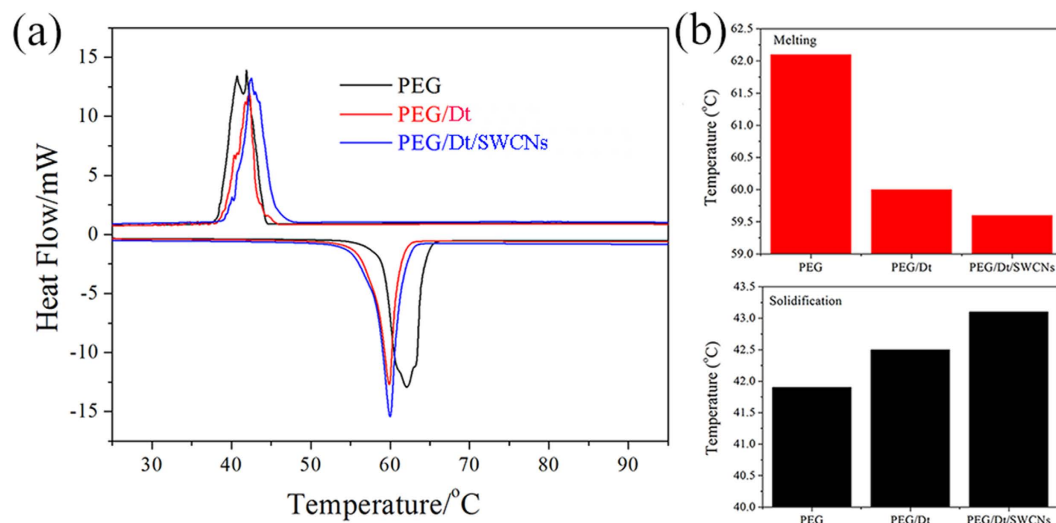 (a)
15
10
5
0
-5
-10
-15
Heat Flow/mW
PEG
PEG/Dt
PEG/Dt/SWCNs
30 40 50 60 70 80 90
Temperature/°C
(b)
Melting
62.5
62.0
61.5
61.0
60.5
60.0
59.5
59.0
Temperature (°C)
PEG PEG/Dt PEG/Dt/SWCNs
Solidification
43.5
43.0
42.5
42.0
41.5
41.0
40.5
40.0
Temperature (°C)
PEG PEG/Dt PEG/Dt/SWCNs